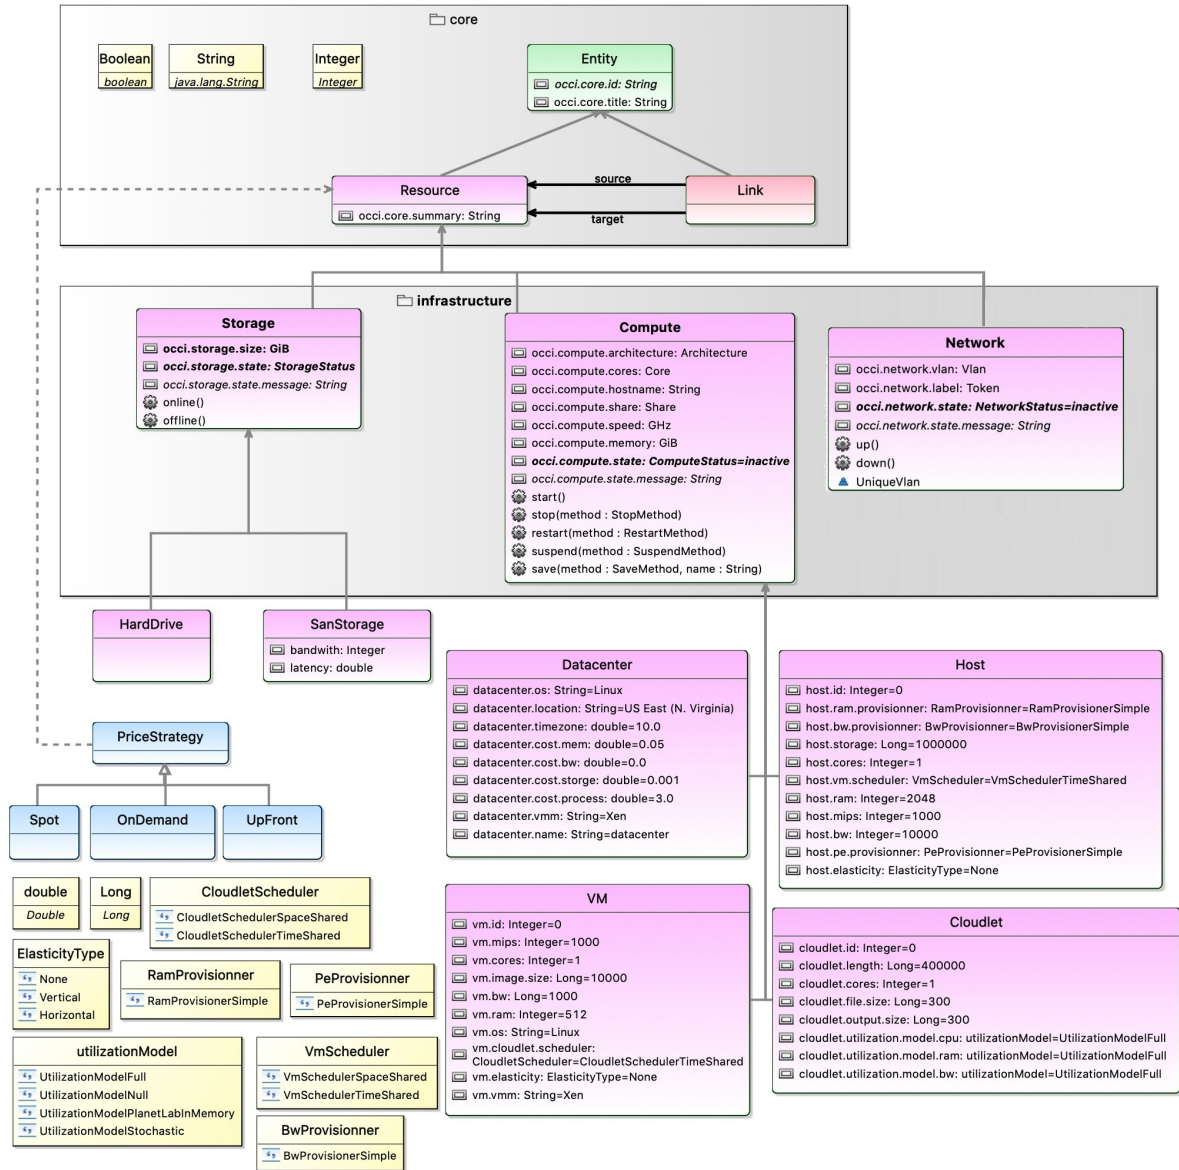 core
Boolean
boolean
String
java.lang.String
Integer
Integer
Entity
occi.core.id: String
occi.core.title: String
Resource
occi.core.summary: String
source
target
Link
infrastructure
Storage
occi.storage.size: GiB
occi.storage.state: StorageStatus
occi.storage.state.message: String
online()
offline()
Compute
occi.compute.architecture: Architecture
occi.compute.cores: Core
occi.compute.hostname: String
occi.compute.share: Share
occi.compute.speed: GHz
occi.compute.memory: GiB
occi.compute.state: ComputeStatus=inactive
occi.compute.state.message: String
start()
stop(method : StopMethod)
restart(method : RestartMethod)
suspend(method : SuspendMethod)
save(method : SaveMethod, name : String)
Network
occi.network.vlan: Vlan
occi.network.label: Token
occi.network.state: NetworkStatus=inactive
occi.network.state.message: String
up()
down()
UniqueVlan
HardDrive
SanStorage
bandwith: Integer
latency: double
Datacenter
datacenter.os: String=Linux
datacenter.location: String=US East (N. Virginia)
datacenter.timezone: double=10.0
datacenter.cost.mem: double=0.05
datacenter.cost.bw: double=0.0
datacenter.cost.storge: double=0.001
datacenter.cost.process: double=3.0
datacenter.vmm: String=Xen
datacenter.name: String=datacenter
Host
host.id: Integer=0
host.ram.provisionner: RamProvisionner=RamProvisionerSimple
host.bw.provisionner: BwProvisionner=BwProvisionerSimple
host.storage: Long=1000000
host.cores: Integer=1
host.vm.scheduler: VmScheduler=VmSchedulerTimeShared
host.ram: Integer=2048
host.mips: Integer=1000
host.bw: Integer=10000
host.pe.provisionner: PeProvisionner=PeProvisionerSimple
host.elasticity: ElasticityType=None
PriceStrategy
Spot
OnDemand
UpFront
double
Double
Long
Long
CloudletScheduler
CloudletSchedulerSpaceShared
CloudletSchedulerTimeShared
ElasticityType
None
Vertical
Horizontal
RamProvisionner
RamProvisionerSimple
PeProvisionner
PeProvisionerSimple
utilizationModel
UtilizationModelFull
UtilizationModelNull
UtilizationModelPlanetLabInMemory
UtilizationModelStochastic
VmScheduler
VmSchedulerSpaceShared
VmSchedulerTimeShared
BwProvisionner
BwProvisionerSimple
VM
vm.id: Integer=0
vm.mips: Integer=1000
vm.cores: Integer=1
vm.image.size: Long=10000
vm.bw: Long=1000
vm.ram: Integer=512
vm.os: String=Linux
vm.cloudlet.scheduler:
CloudletScheduler=CloudletSchedulerTimeShared
vm.elasticity: ElasticityType=None
vm.vmm: String=Xen
Cloudlet
cloudlet.id: Integer=0
cloudlet.length: Long=400000
cloudlet.cores: Integer=1
cloudlet.file.size: Long=300
cloudlet.output.size: Long=300
cloudlet.utilization.model.cpu: utilizationModel=UtilizationModelFull
cloudlet.utilization.model.ram: utilizationModel=UtilizationModelFull
cloudlet.utilization.model.bw: utilizationModel=UtilizationModelFull